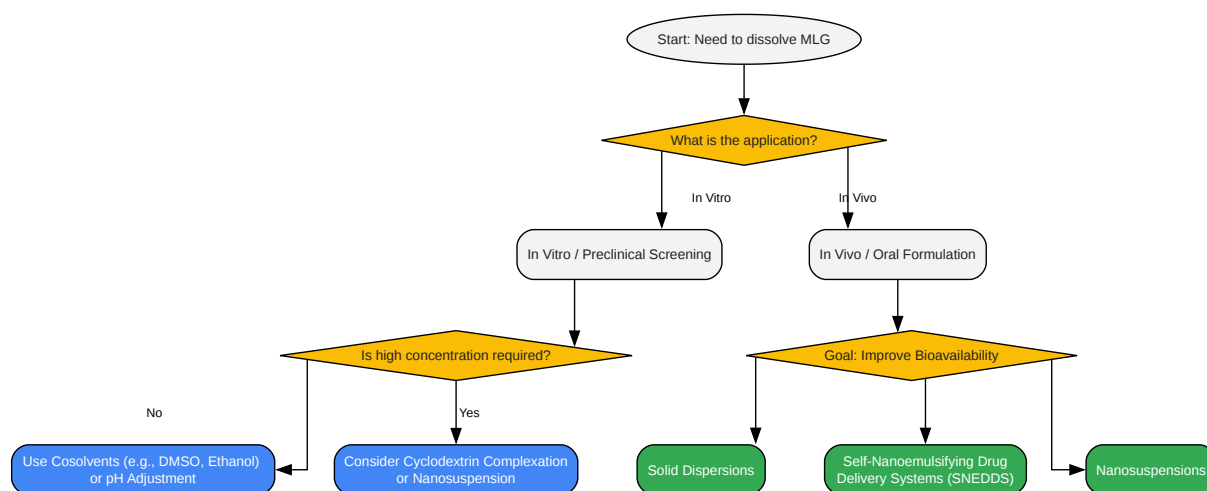 Start: Need to dissolve MLG
What is the application?
In Vitro
In Vivo
In Vitro / Preclinical Screening
In Vivo / Oral Formulation
Is high concentration required?
Goal: Improve Bioavailability
No
Yes
Use Cosolvents (e.g., DMSO, Ethanol)
or pH Adjustment
Consider Cyclodextrin Complexation
or Nanosuspension
Solid Dispersions
Self-Nanoemulsifying Drug
Delivery Systems (SNEDDS)
Nanosuspensions